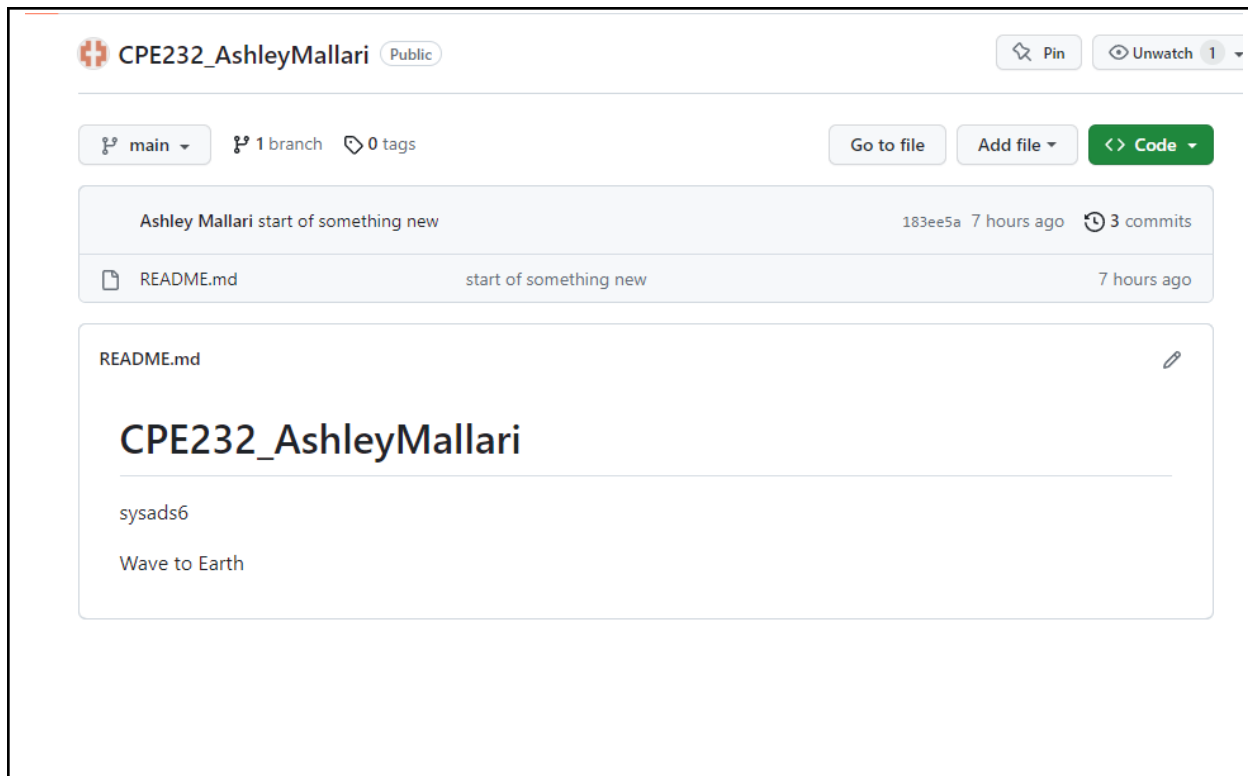 CPE232_AshleyMallari Public Pin Unwatch 1
main 1 branch 0 tags Go to file Add file Code
Ashley Mallari start of something new 183ee5a 7 hours ago 3 commits
README.md start of something new 7 hours ago
README.md
CPE232_AshleyMallari
sysads6
Wave to Earth